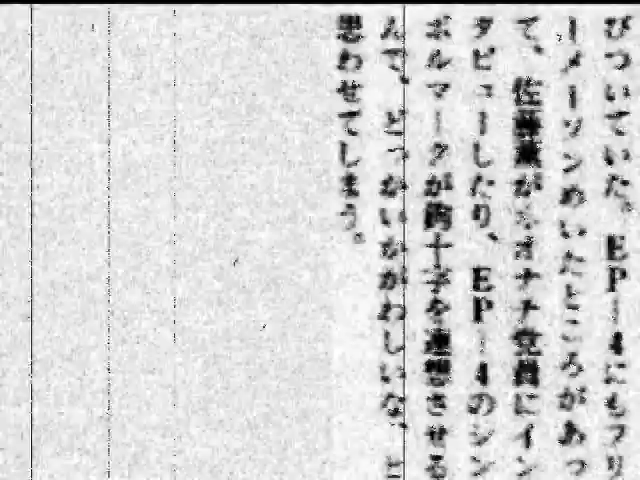 びついていた。EP—4にもフリ
ーメーソンめいたところがあっ
て、佐藤薫がネオナチ党員にイン
タビューしたり、EP—4のシン
ボルマークが鉤十字を連想させる
んで、どっかいかがわしいな、と
思わせてしまう。